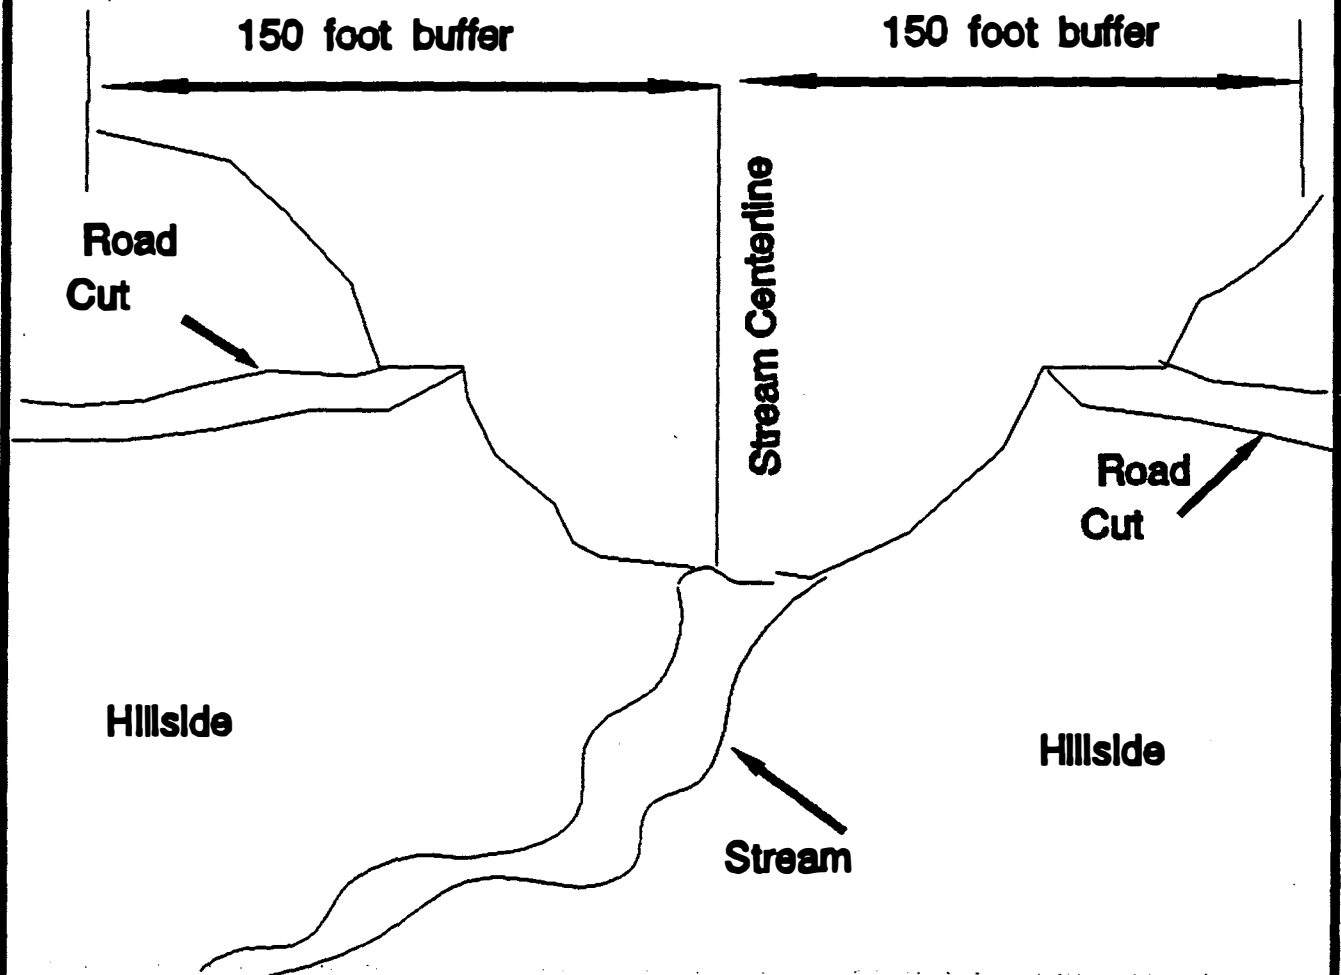 150 foot buffer
150 foot buffer
Stream Centerline
Road
Cut
Road
Cut
Hillside
Hillside
Stream